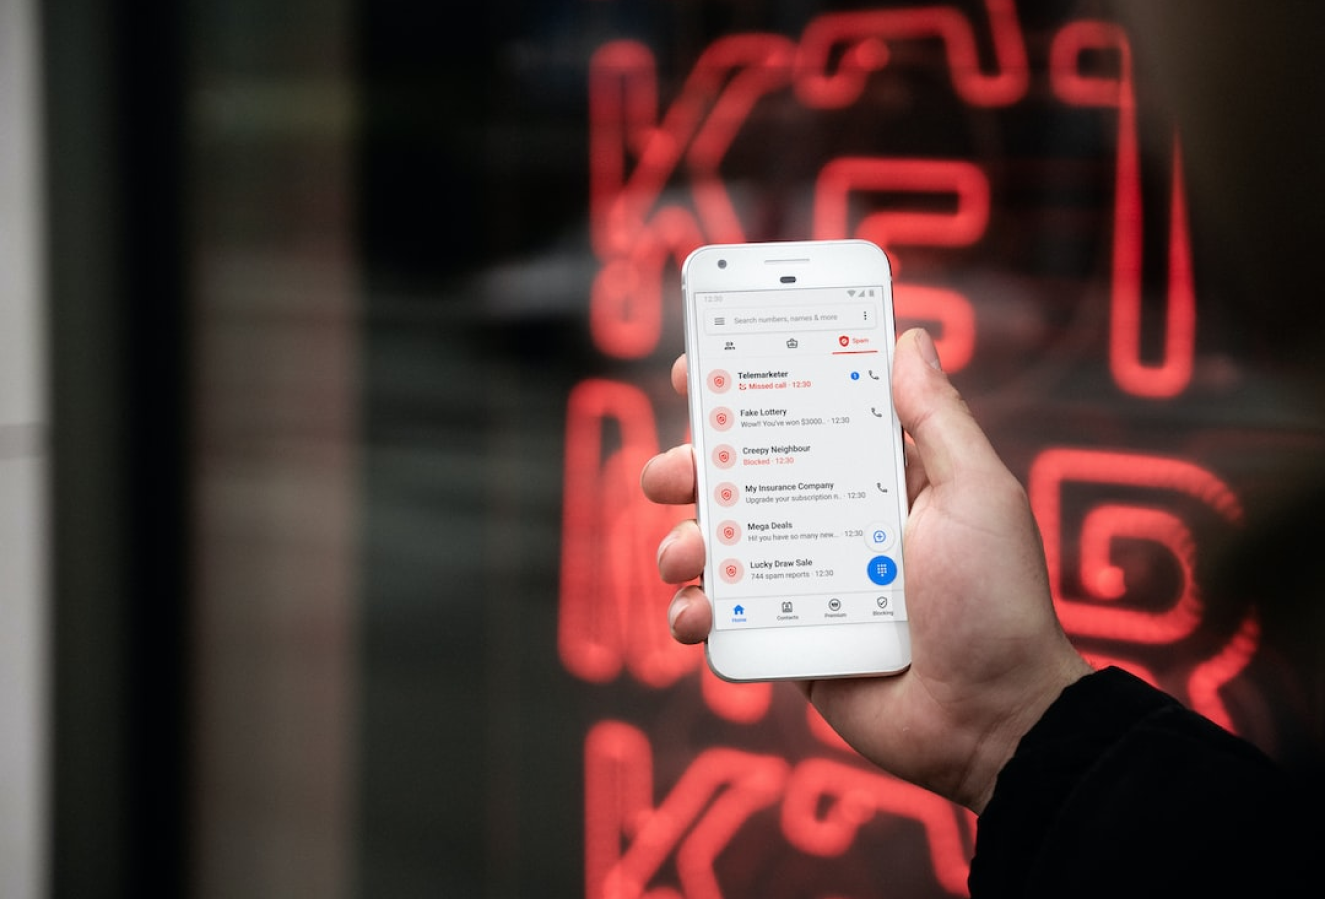 12:30
Search numbers, names & more
Spam
Telemarketer
Missed call · 12:30
1
Fake Lottery
Wow!! You've won $3000.. · 12:30
Creepy Neighbour
Blocked · 12:30
My Insurance Company
Upgrade your subscription n.. · 12:30
Mega Deals
Hi! you have so many new... · 12:30
Lucky Draw Sale
744 spam reports · 12:30
Home
Contacts
Premium
Blocking